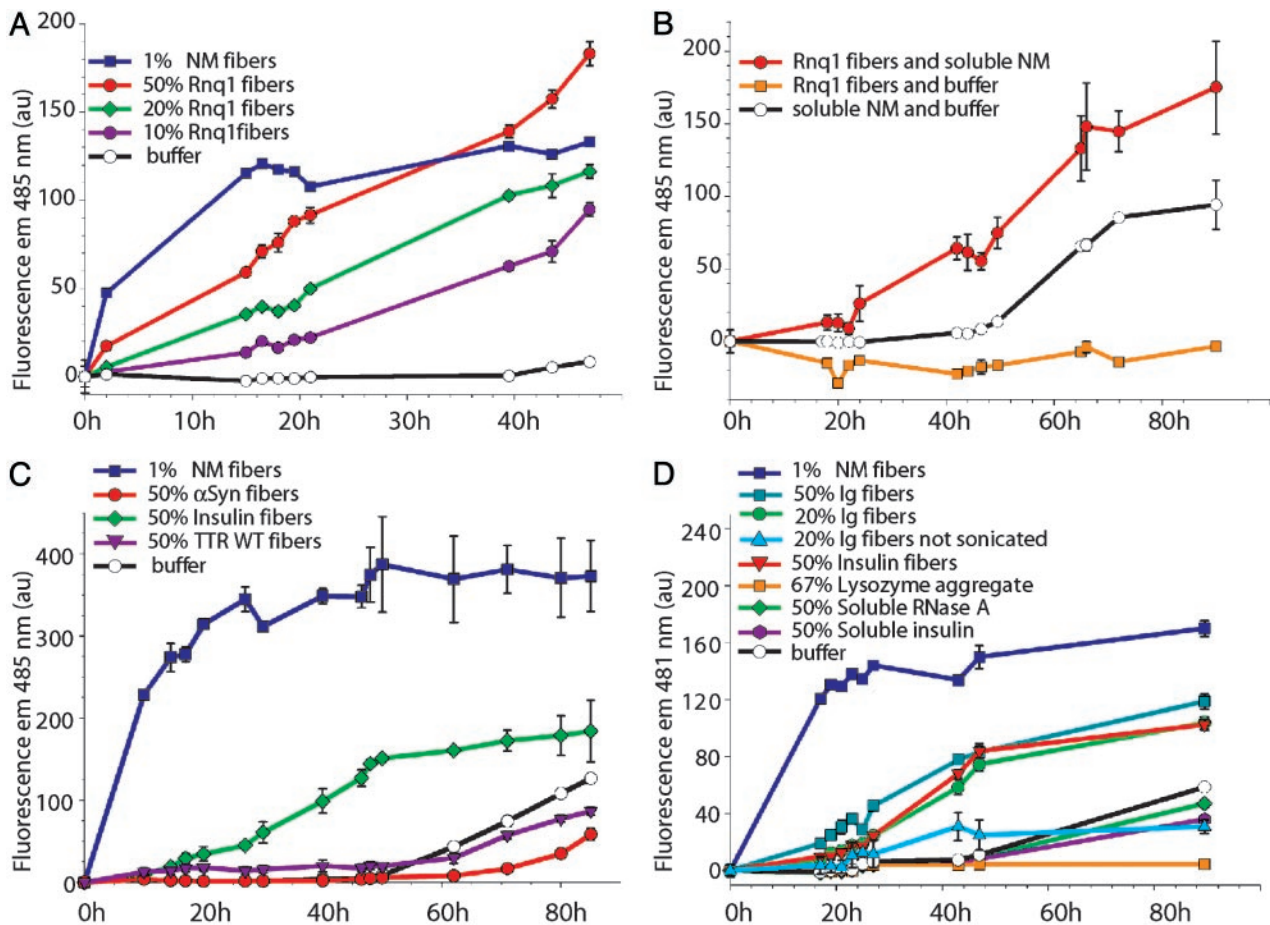 A
200
150
100
50
0
Fluorescence em 485 nm (au)
1% NM fibers
50% Rnq1 fibers
20% Rnq1 fibers
10% Rnq1fibers
buffer
0h 20h 30h 40h
B
200
150
100
50
0
Fluorescence em 485 nm (au)
Rnq1 fibers and soluble NM
Rnq1 fibers and buffer
soluble NM and buffer
0h 20h 40h 60h 80h
C
400
300
200
100
0
Fluorescence em 485 nm (au)
1% NM fibers
50% αSyn fibers
50% Insulin fibers
50% TTR WT fibers
buffer
0h 20h 40h 60h 80h
D
240
200
160
120
80
40
0
Fluorescence em 481 nm (au)
1% NM fibers
50% Ig fibers
20% Ig fibers
20% Ig fibers not sonicated
50% Insulin fibers
67% Lysozyme aggregate
50% Soluble RNase A
50% Soluble insulin
buffer
0h 20h 40h 60h 80h